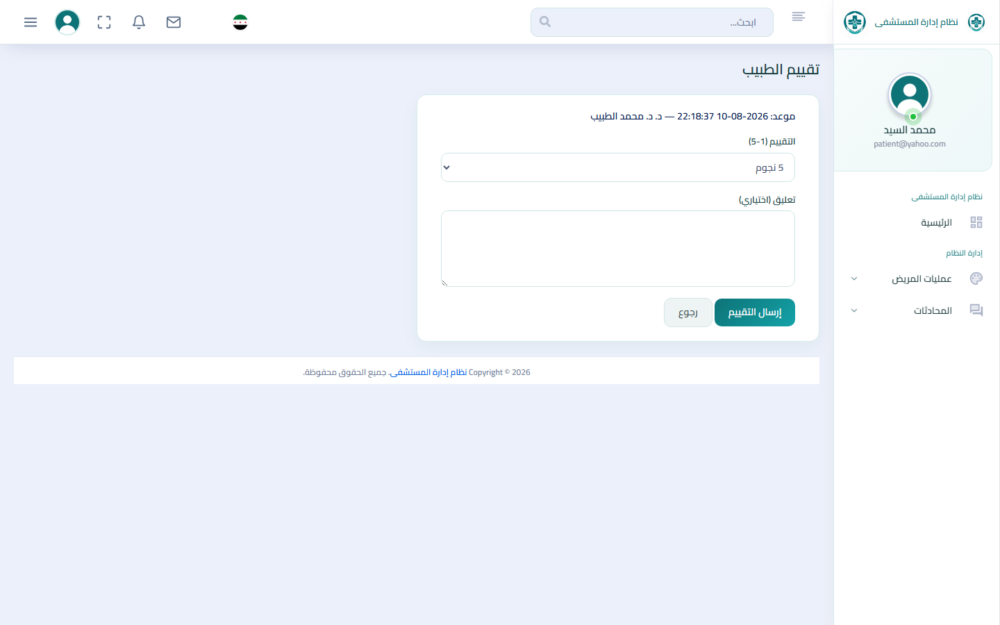 نظام إدارة المستشفى
ابحث...
محمد السيد
patient@yahoo.com
نظام إدارة المستشفى
الرئيسية
إدارة النظام
عمليات المريض
المحادثات
تقييم الطبيب
موعد: 2026-08-10 22:18:37 — د. د. محمد الطبيب
التقييم (1-5)
5 نجوم
تعليق (اختياري)
إرسال التقييم
رجوع
Copyright © 2026 نظام إدارة المستشفى. جميع الحقوق محفوظة.